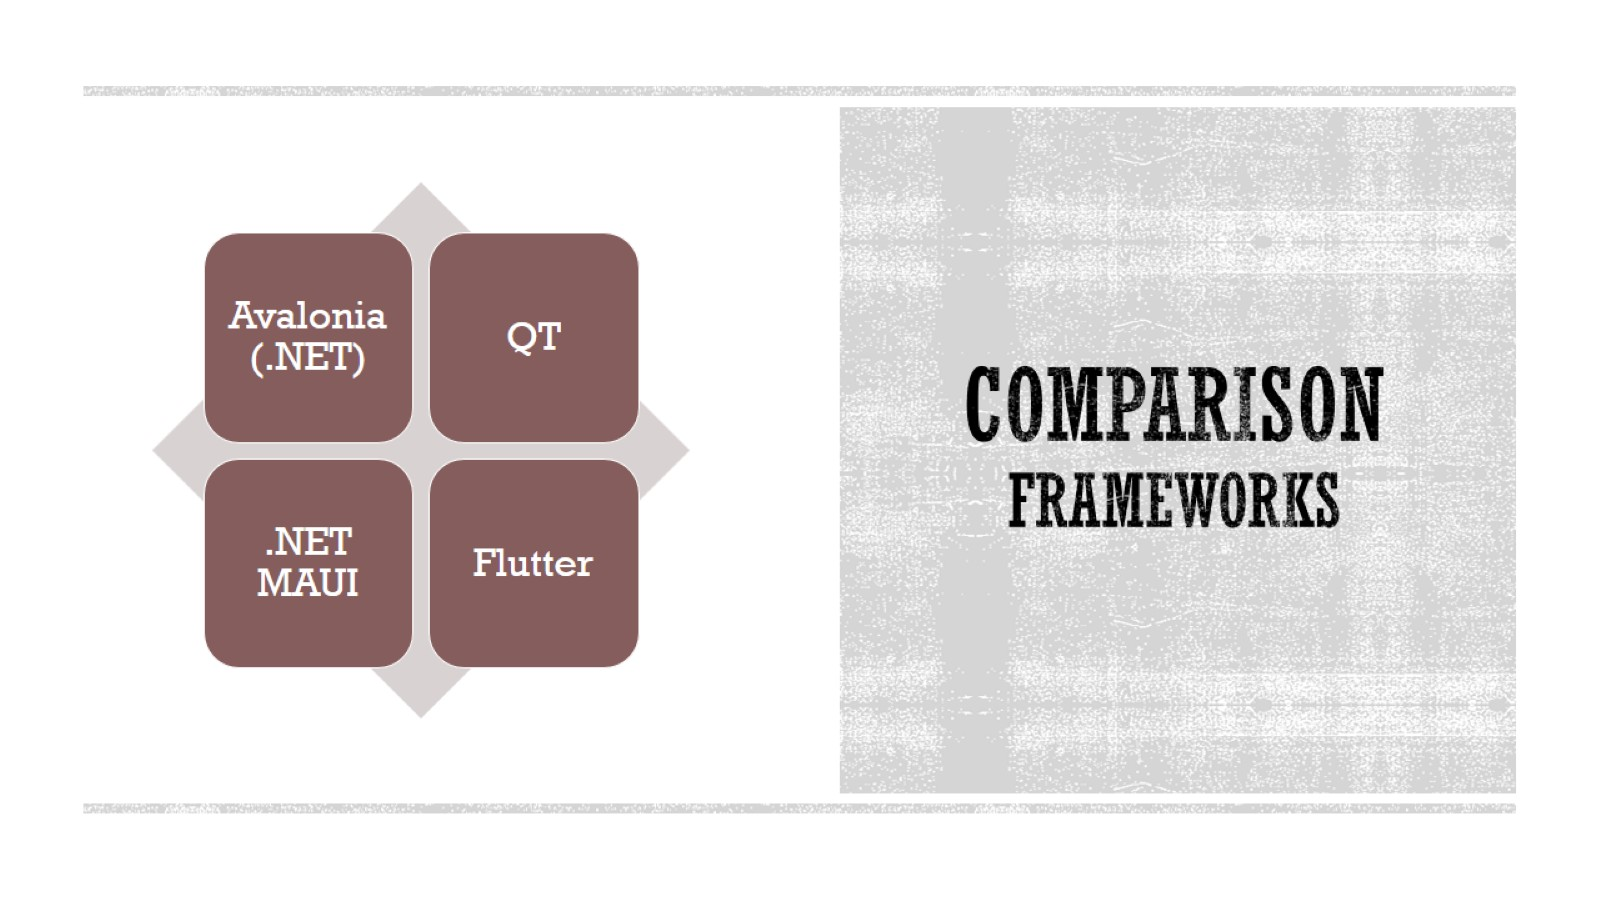 Avalonia
(.NET)
QT
.NET
MAUI
Flutter
COMPARISON
FRAMEWORKS